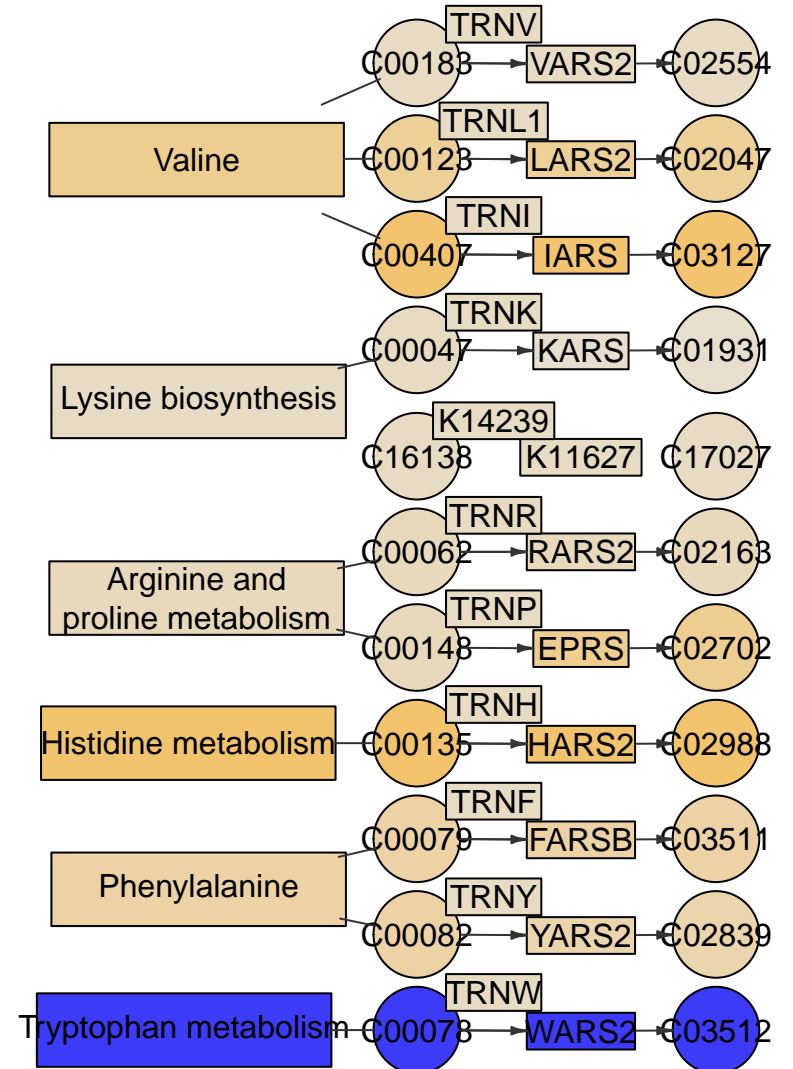 TRNV
C00183
VARS2
C02554
TRNL1
Valine
C00123
LARS2
C02047
TRNI
C00407
IARS
C03127
TRNK
C00047
KARS
C01931
Lysine biosynthesis
K14239
C16138
K11627
C17027
TRNR
C00062
RARS2
C02163
Arginine and
proline metabolism
TRNP
C00148
EPRS
C02702
TRNH
Histidine metabolism
C00135
HARS2
C02988
TRNF
C00079
FARSB
C03511
Phenylalanine
TRNY
C00082
YARS2
C02839
TRNW
Tryptophan metabolism
C00078
WARS2
C03512